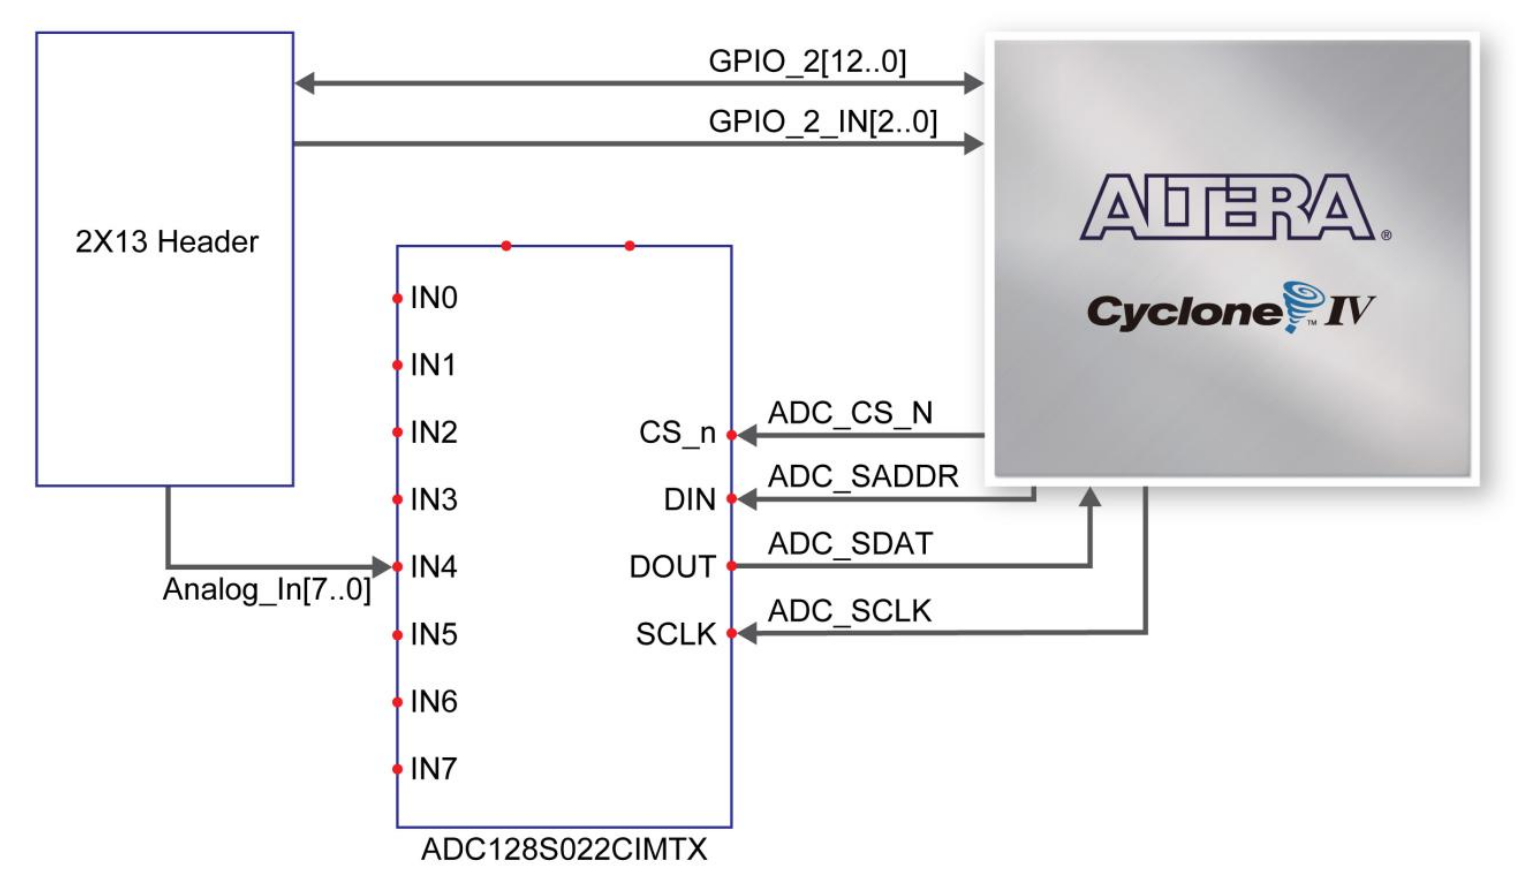 GPIO_2[12..0]
GPIO_2_IN[2..0]
2X13 Header
ALTERA®
Cyclone™ IV
IN0
IN1
IN2
IN3
IN4
IN5
IN6
IN7
Analog_In[7..0]
CS_n
DIN
DOUT
SCLK
ADC_CS_N
ADC_SADDR
ADC_SDAT
ADC_SCLK
ADC128S022CIMTX